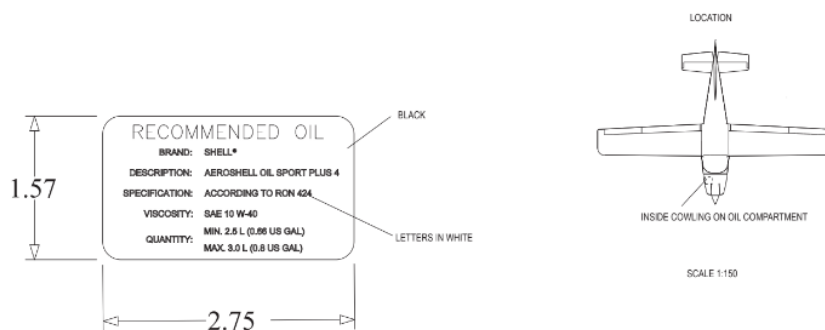 LOCATION
BLACK
RECOMMENDED OIL
BRAND: SHELL®
DESCRIPTION: AEROSHELL OIL SPORT PLUS 4
1.57
SPECIFICATION: ACCORDING TO RON 424
VISCOSITY: SAE 10 W-40
QUANTITY: MIN. 2.5 L (0.66 US GAL)
MAX. 3.0 L (0.8 US GAL)
LETTERS IN WHITE
2.75
INSIDE COWLING ON OIL COMPARTMENT
SCALE 1:150